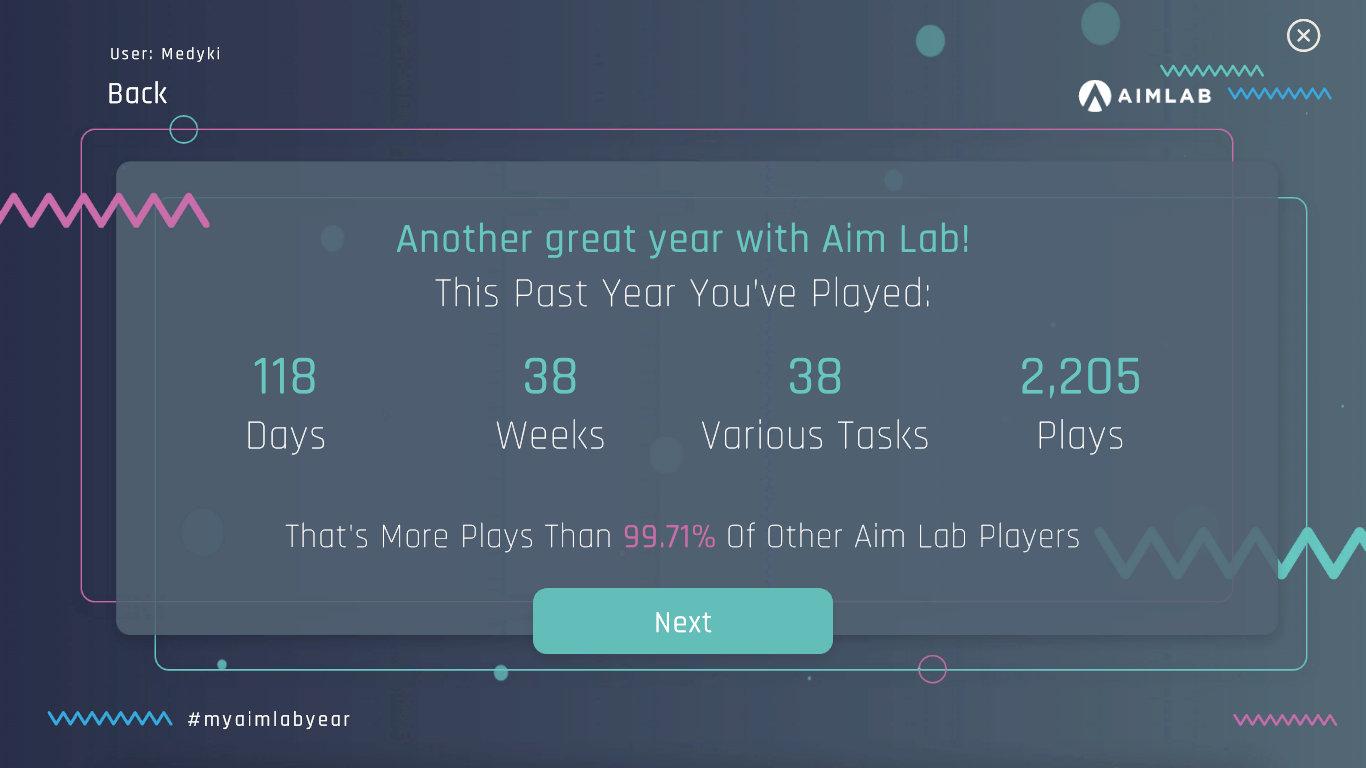 User: Medyki
Back
AIMLAB
Another great year with Aim Lab!
This Past Year You've Played:
118
Days
38
Weeks
38
Various Tasks
2,205
Plays
That's More Plays Than 99.71% Of Other Aim Lab Players
Next
#myaimlabyear